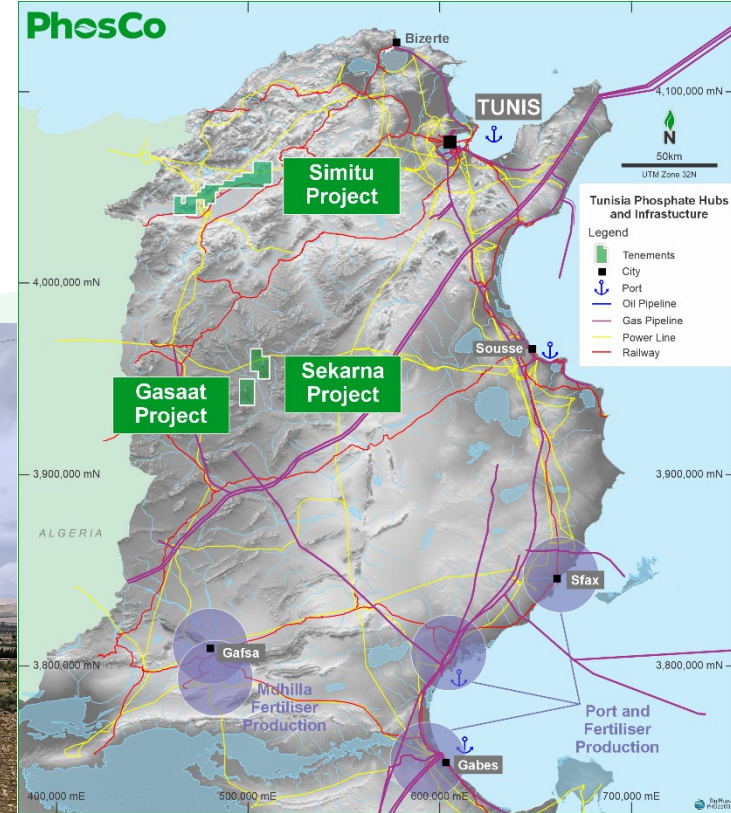 PhosCo
Bizerte
4,100,000 mN
TUNIS
N
50km
UTM Zone 32N
Simitu
Project
Tunisia Phosphate Hubs
and Infrastucture
Legend
Tenements
City
Port
Oil Pipeline
Gas Pipeline
Power Line
Railway
4,000,000 mN
Sousse
Gasaat
Project
Sekarna
Project
3,900,000 mN
3,900,000 mN
ALGERIA
Sfax
Gafsa
3,800,000 mN
3,800,000 mN
Mdhilla
Fertiliser
Production
Port and
Fertiliser
Production
Gabes
400,000 mE
500,000 mE
600,000 mE
700,000 mE